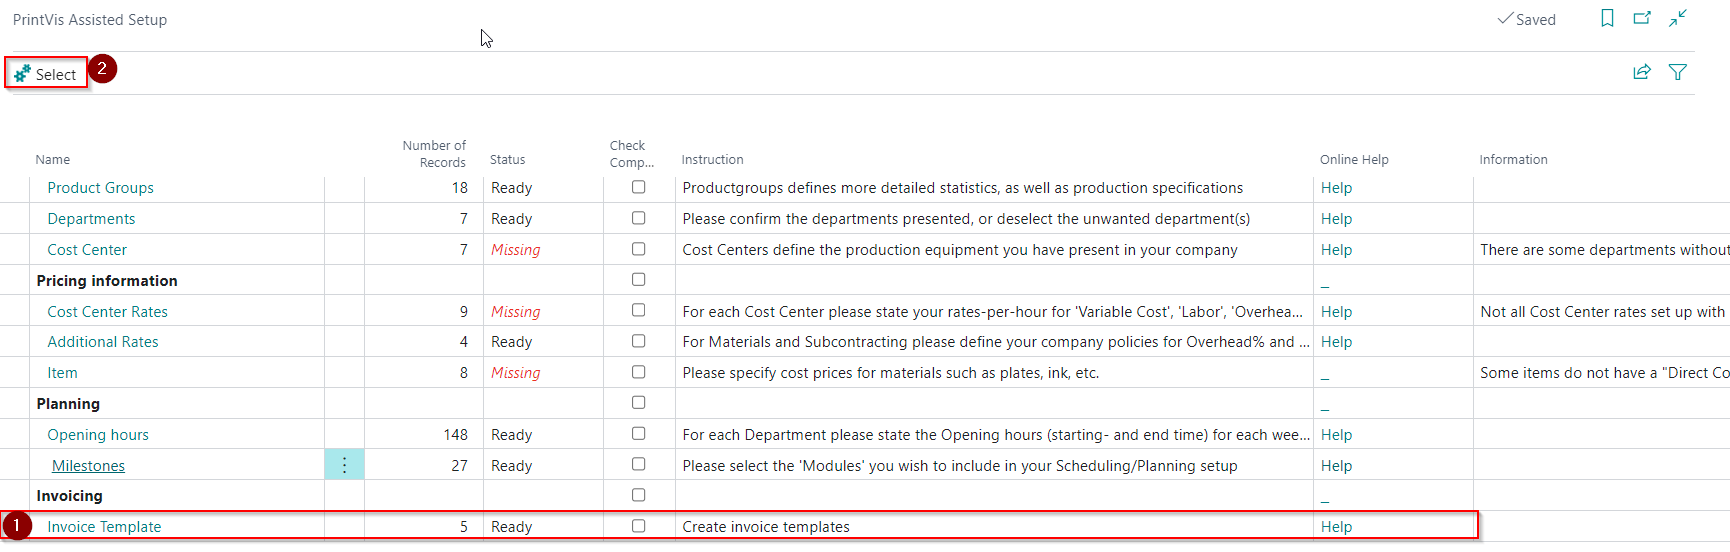 PrintVis Assisted Setup
Saved
Select 2
Name Number of Records Status Check Comp... Instruction Online Help Information
Product Groups 18 Ready Productgroups defines more detailed statistics, as well as production specifications Help
Departments 7 Ready Please confirm the departments presented, or deselect the unwanted department(s) Help
Cost Center 7 Missing Cost Centers define the production equipment you have present in your company Help There are some departments without
Pricing information _
Cost Center Rates 9 Missing For each Cost Center please state your rates-per-hour for 'Variable Cost', 'Labor', 'Overhea... Help Not all Cost Center rates set up with
Additional Rates 4 Ready For Materials and Subcontracting please define your company policies for Overhead% and ... Help
Item 8 Missing Please specify cost prices for materials such as plates, ink, etc. _ Some items do not have a "Direct Co
Planning _
Opening hours 148 Ready For each Department please state the Opening hours (starting- and end time) for each wee... Help
Milestones 27 Ready Please select the 'Modules' you wish to include in your Scheduling/Planning setup Help
Invoicing _
1 Invoice Template 5 Ready Create invoice templates Help